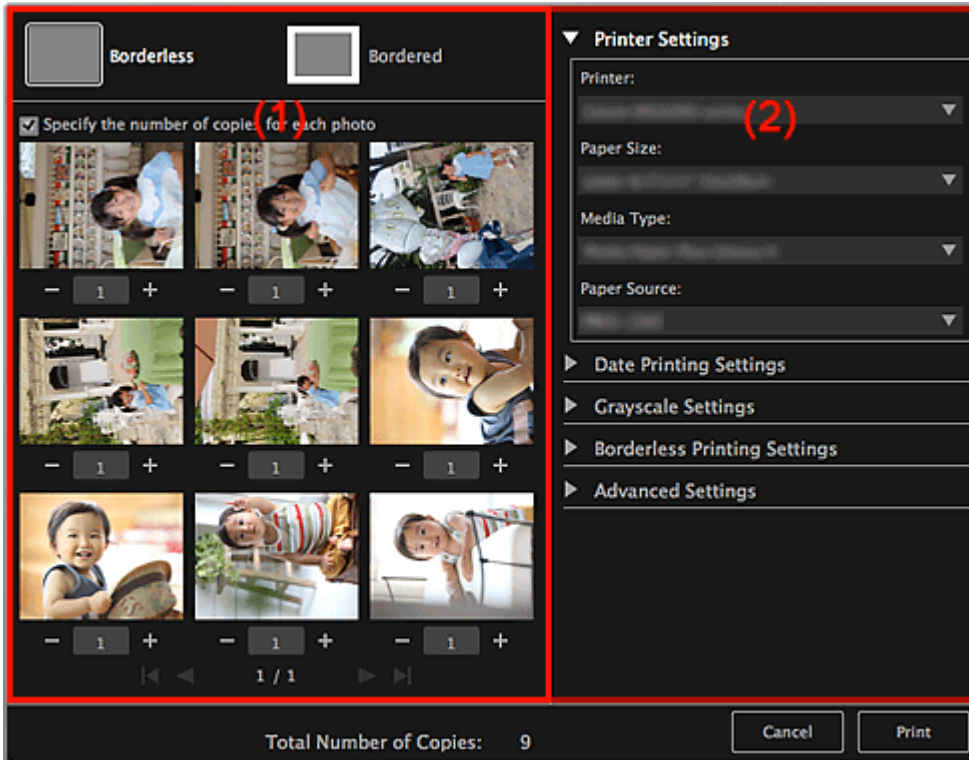 Borderless
Bordered
(1)
Specify the number of copies for each photo
1
1
1
1
1
1
1
1
1
1 / 1
Total Number of Copies: 9
Printer Settings
Printer:
(2)
Paper Size:
Media Type:
Paper Source:
Date Printing Settings
Grayscale Settings
Borderless Printing Settings
Advanced Settings
Cancel
Print